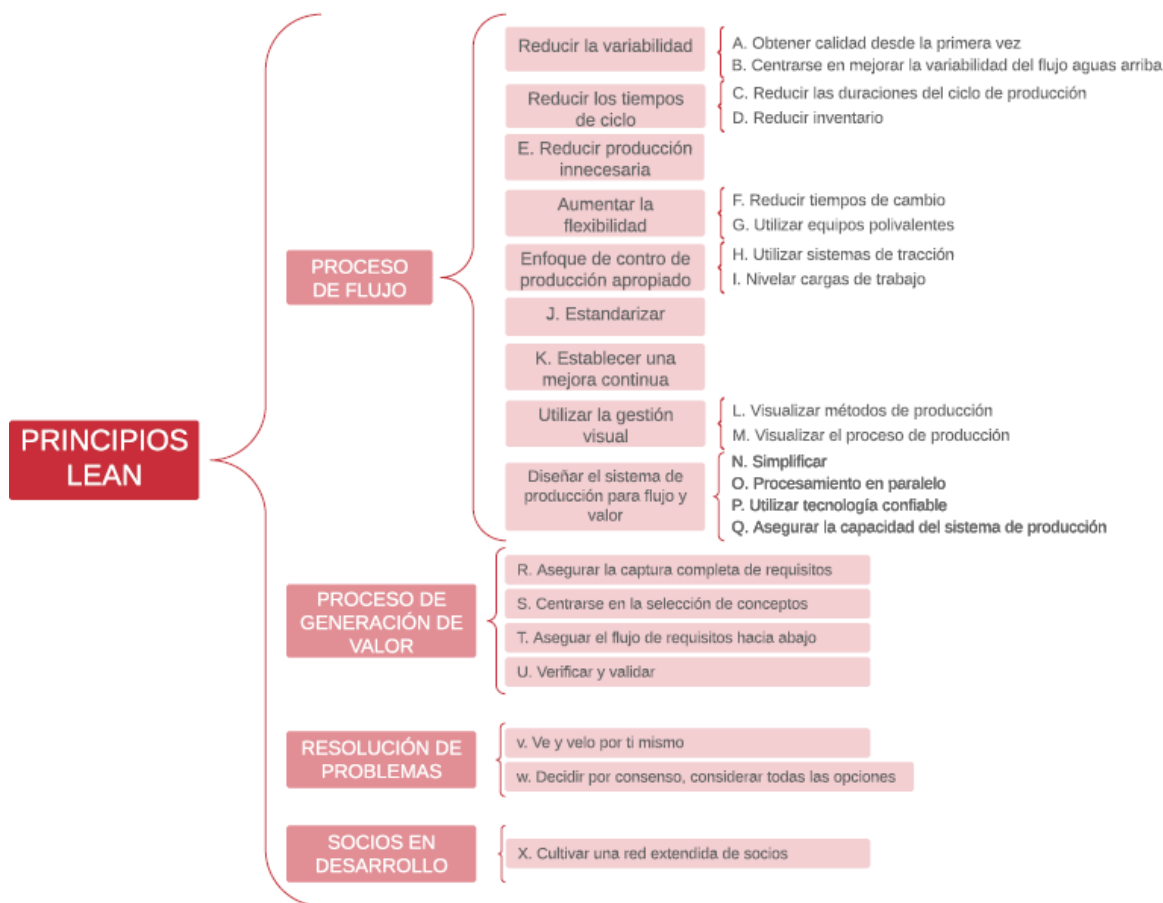 PRINCIPIOS
LEAN
PROCESO
DE FLUJO
Reducir la variabilidad
A. Obtener calidad desde la primera vez
B. Centrarse en mejorar la variabilidad del flujo aguas arriba
Reducir los tiempos
de ciclo
C. Reducir las duraciones del ciclo de producción
D. Reducir inventario
E. Reducir producción
innecesaria
Aumentar la
flexibilidad
F. Reducir tiempos de cambio
G. Utilizar equipos polivalentes
Enfoque de contro de
producción apropiado
H. Utilizar sistemas de tracción
I. Nivelar cargas de trabajo
J. Estandarizar
K. Establecer una
mejora continua
Utilizar la gestión
visual
L. Visualizar métodos de producción
M. Visualizar el proceso de producción
Diseñar el sistema de
producción para flujo y
valor
N. Simplificar
O. Procesamiento en paralelo
P. Utilizar tecnología confiable
Q. Asegurar la capacidad del sistema de producción
PROCESO DE
GENERACIÓN DE
VALOR
R. Asegurar la captura completa de requisitos
S. Centrarse en la selección de conceptos
T. Aseguar el flujo de requisitos hacia abajo
U. Verificar y validar
RESOLUCIÓN DE
PROBLEMAS
v. Ve y velo por ti mismo
w. Decidir por consenso, considerar todas las opciones
SOCIOS EN
DESARROLLO
X. Cultivar una red extendida de socios